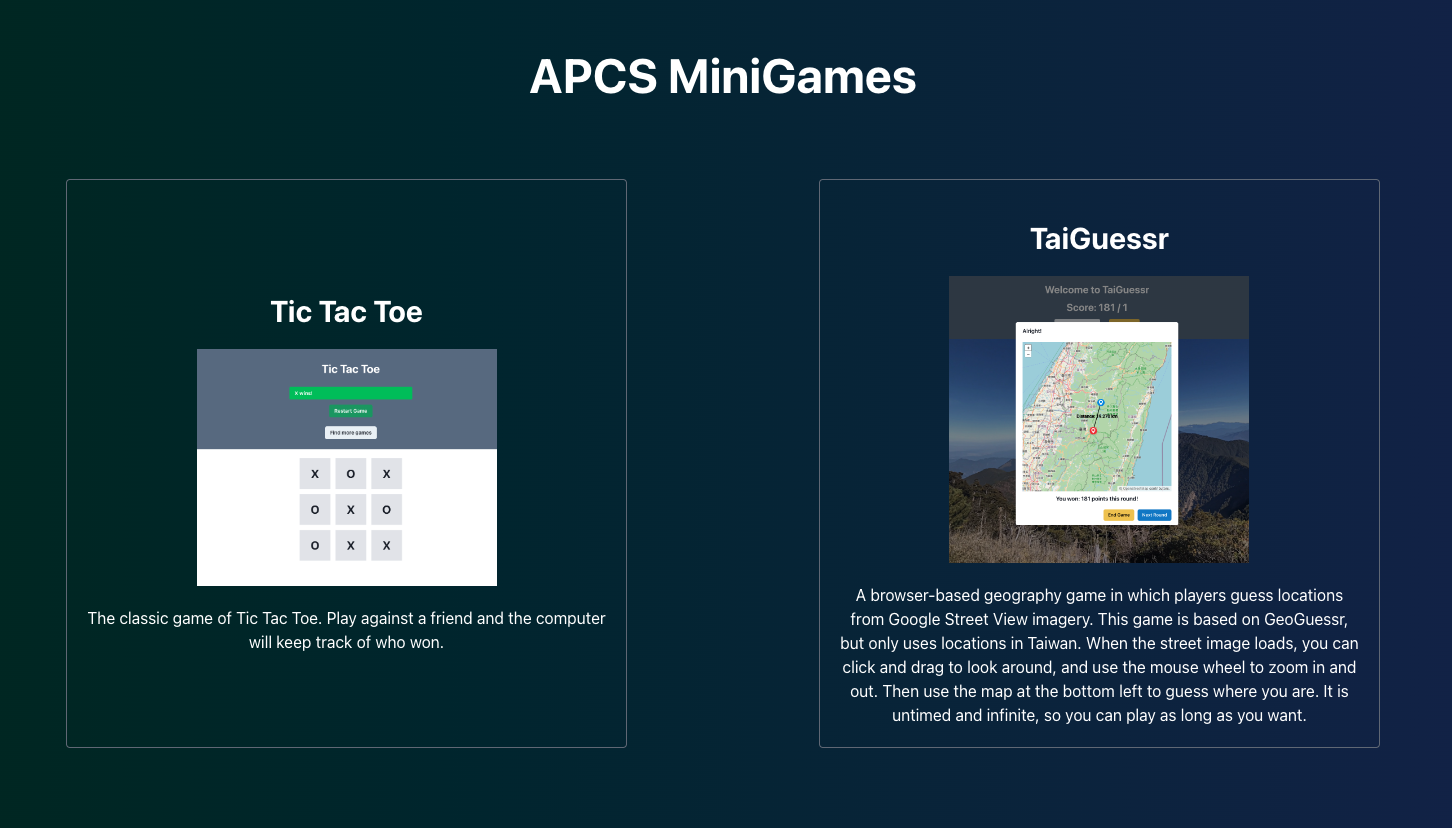 APCS MiniGames
Tic Tac Toe
Tic Tac Toe
X wins!
Restart Game
Find more games
X O X
O X O
O X X
The classic game of Tic Tac Toe. Play against a friend and the computer
will keep track of who won.
TaiGuessr
Welcome to TaiGuessr
Score: 181 / 1
Alright!
You won: 181 points this round!
End Game
Next Round
A browser-based geography game in which players guess locations
from Google Street View imagery. This game is based on GeoGuessr,
but only uses locations in Taiwan. When the street image loads, you can
click and drag to look around, and use the mouse wheel to zoom in and
out. Then use the map at the bottom left to guess where you are. It is
untimed and infinite, so you can play as long as you want.